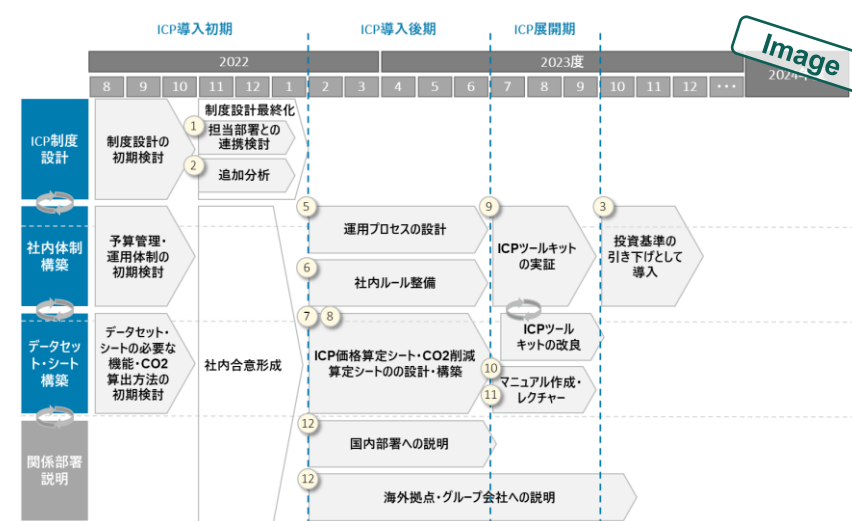 ICP導入初期
ICP導入後期
ICP展開期
Image
2022
2023度
2024年
8 9 10 11 12 1 2 3 4 5 6 7 8 9 10 11 12 ・・・
ICP制度
設計
制度設計の
初期検討
制度設計最終化
1
担当部署との
連携検討
2
追加分析
社内体制
構築
予算管理・
運用体制の
初期検討
社内合意形成
5
運用プロセスの設計
6
社内ルール整備
9
ICPツールキット
の実証
3
投資基準の
引き下げとして
導入
データセッ
ト・シート
構築
データセット・
シートの必要な
機能・CO2
算出方法の
初期検討
7 8
ICP価格算定シート・CO2削減
算定シートのの設計・構築
ICPツール
キットの改良
10
11
マニュアル作成・
レクチャー
関係部署
説明
12
国内部署への説明
12
海外拠点・グループ会社への説明